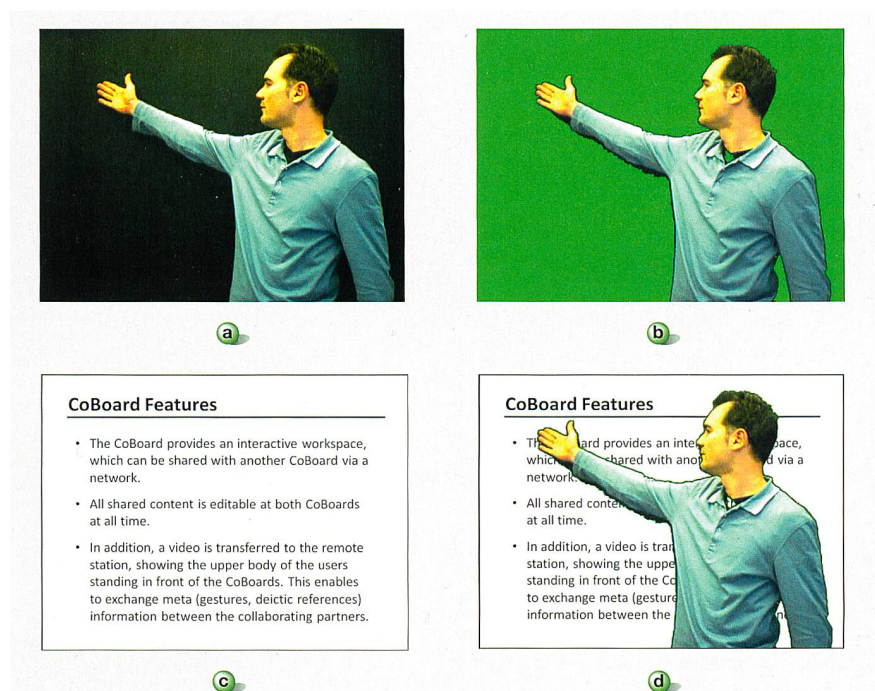 a
b
CoBoard Features
• The CoBoard provides an interactive workspace,
which can be shared with another CoBoard via a
network.
• All shared content is editable at both CoBoards
at all time.
• In addition, a video is transferred to the remote
station, showing the upper body of the users
standing in front of the CoBoards. This enables
to exchange meta (gestures, deictic references)
information between the collaborating partners.
c
CoBoard Features
• Th ard provides an inte ace,
which shared with ano d via a
network.
• All shared conte
at all time.
• In addition, a video is tran
station, showing the uppe
standing in front of the Co
to exchange meta (gesture
information between the
d